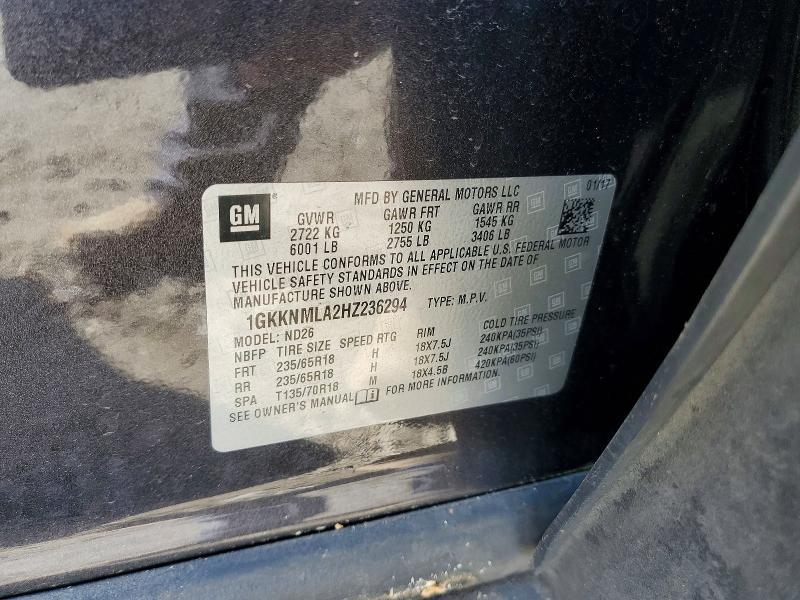 GM ®
MFD BY GENERAL MOTORS LLC 01/17
GVWR GAWR FRT GAWR RR
2722 KG 1250 KG 1545 KG
6001 LB 2755 LB 3406 LB
THIS VEHICLE CONFORMS TO ALL APPLICABLE U.S. FEDERAL MOTOR
VEHICLE SAFETY STANDARDS IN EFFECT ON THE DATE OF
MANUFACTURE SHOWN ABOVE.
1GKKNMLA2HZ236294 TYPE: M.P.V.
MODEL: ND26
NBFP TIRE SIZE SPEED RTG RIM COLD TIRE PRESSURE
FRT 235/65R18 H 18X7.5J 240KPA(35PSI)
RR 235/65R18 H 18X7.5J 240KPA(35PSI)
SPA T135/70R18 M 18X4.5B 420KPA(60PSI)
SEE OWNER'S MANUAL FOR MORE INFORMATION.